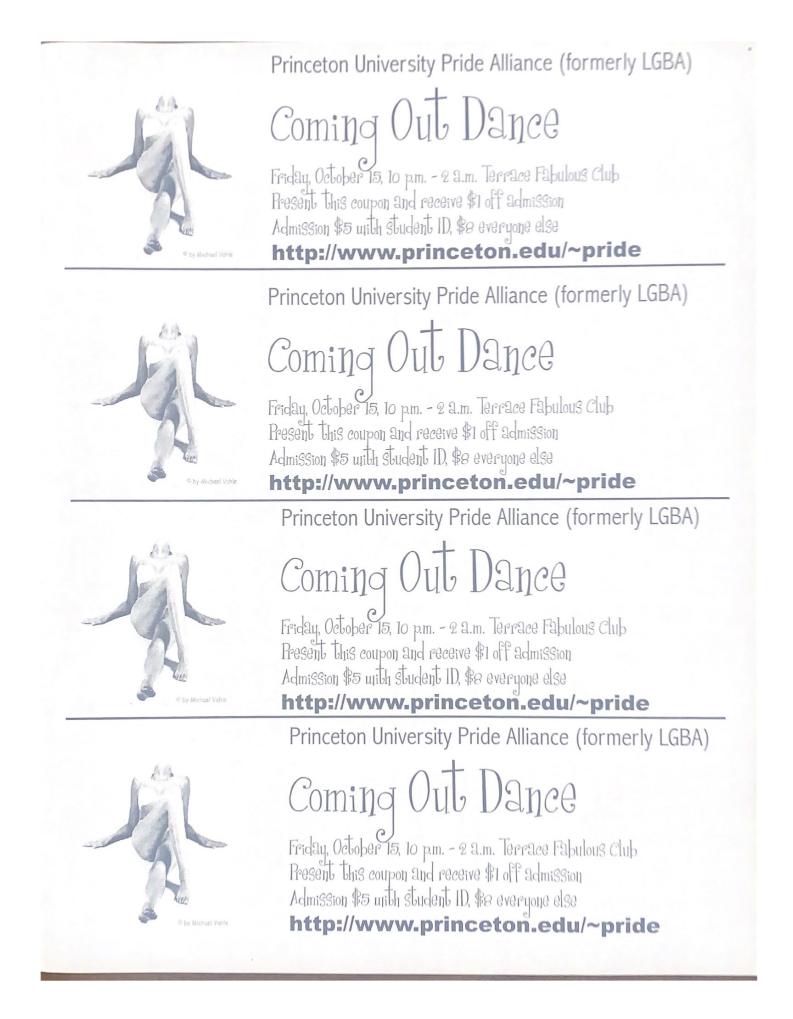 Princeton University Pride Alliance (formerly LGBA)
Coming Out Dance
Friday, October 15, 10 p.m. - 2 a.m. Terrace Fabulous Club
Present this coupon and receive $1 off admission
Admission $5 with student ID, $8 everyone else
© by Michael Vahle
http://www.princeton.edu/~pride
Princeton University Pride Alliance (formerly LGBA)
Coming Out Dance
Friday, October 15, 10 p.m. - 2 a.m. Terrace Fabulous Club
Present this coupon and receive $1 off admission
Admission $5 with student ID, $8 everyone else
© by Michael Vahle
http://www.princeton.edu/~pride
Princeton University Pride Alliance (formerly LGBA)
Coming Out Dance
Friday, October 15, 10 p.m. - 2 a.m. Terrace Fabulous Club
Present this coupon and receive $1 off admission
Admission $5 with student ID, $8 everyone else
© by Michael Vahle
http://www.princeton.edu/~pride
Princeton University Pride Alliance (formerly LGBA)
Coming Out Dance
Friday, October 15, 10 p.m. - 2 a.m. Terrace Fabulous Club
Present this coupon and receive $1 off admission
Admission $5 with student ID, $8 everyone else
© by Michael Vahle
http://www.princeton.edu/~pride